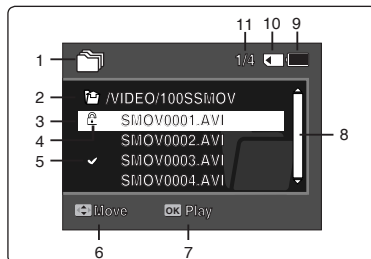 11 10 9
1 1/4
2 /VIDEO/100SSMOV
3 SMOV0001.AVI
4 SMOV0002.AVI
8
5 SMOV0003.AVI
SMOV0004.AVI
Move OK Play
6 7